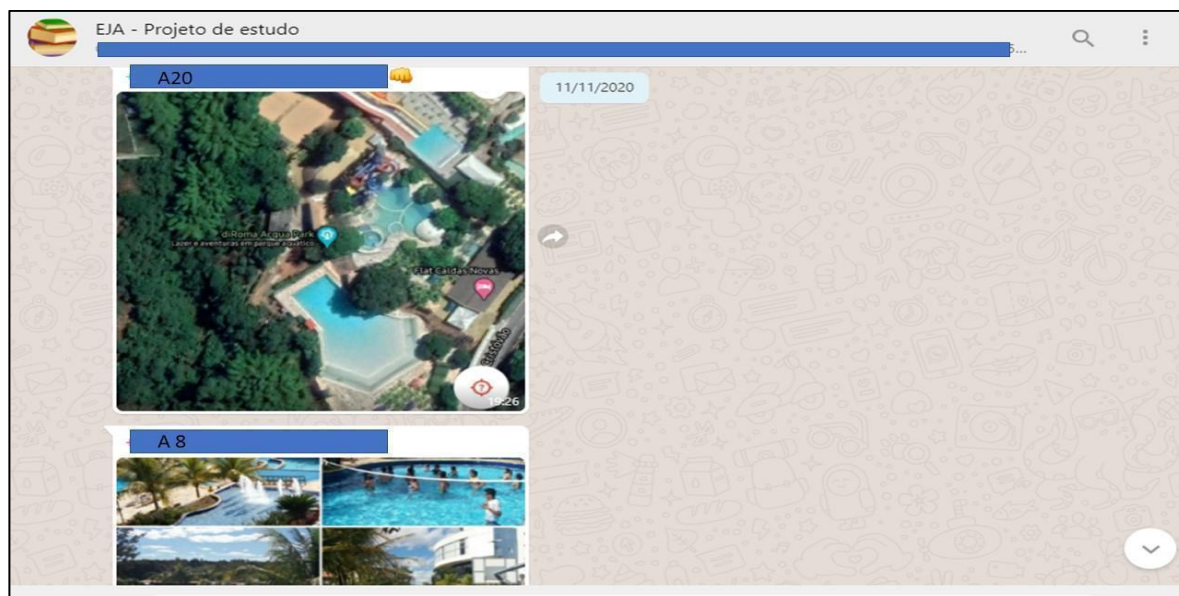 EJA - Projeto de estudo
A20
11/11/2020
diRoma Acqua Park
Lazer e aventuras em parque aquático
Flat Caldas Novas
Cristóvão
19:26
A 8